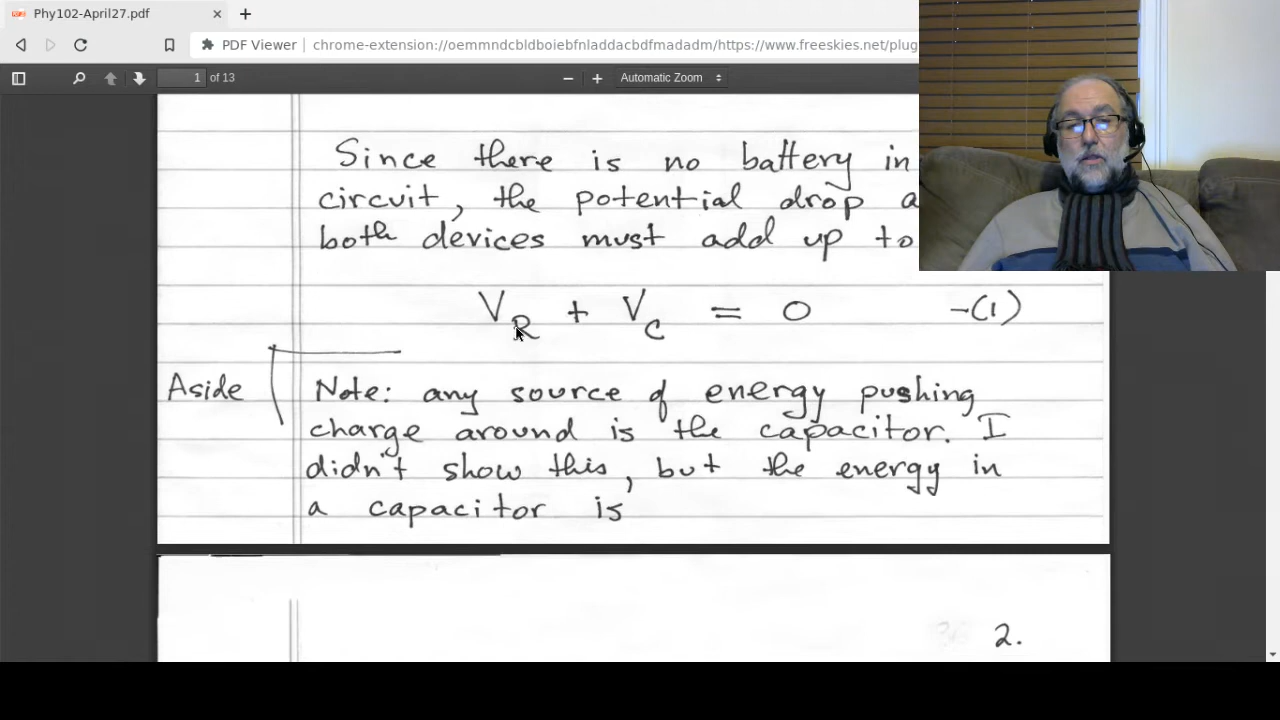 Phy102-April27.pdf
PDF Viewer chrome-extension://oemmndcbldboiebfnladdacbdfmadadm/https://www.freeskies.net/plug
1 of 13 Automatic Zoom
Since there is no battery in
circuit, the potential drop a
both devices must add up to
V_R + V_C = 0 -(1)
Aside Note: any source of energy pushing
charge around is the capacitor. I
didn't show this, but the energy in
a capacitor is
2.